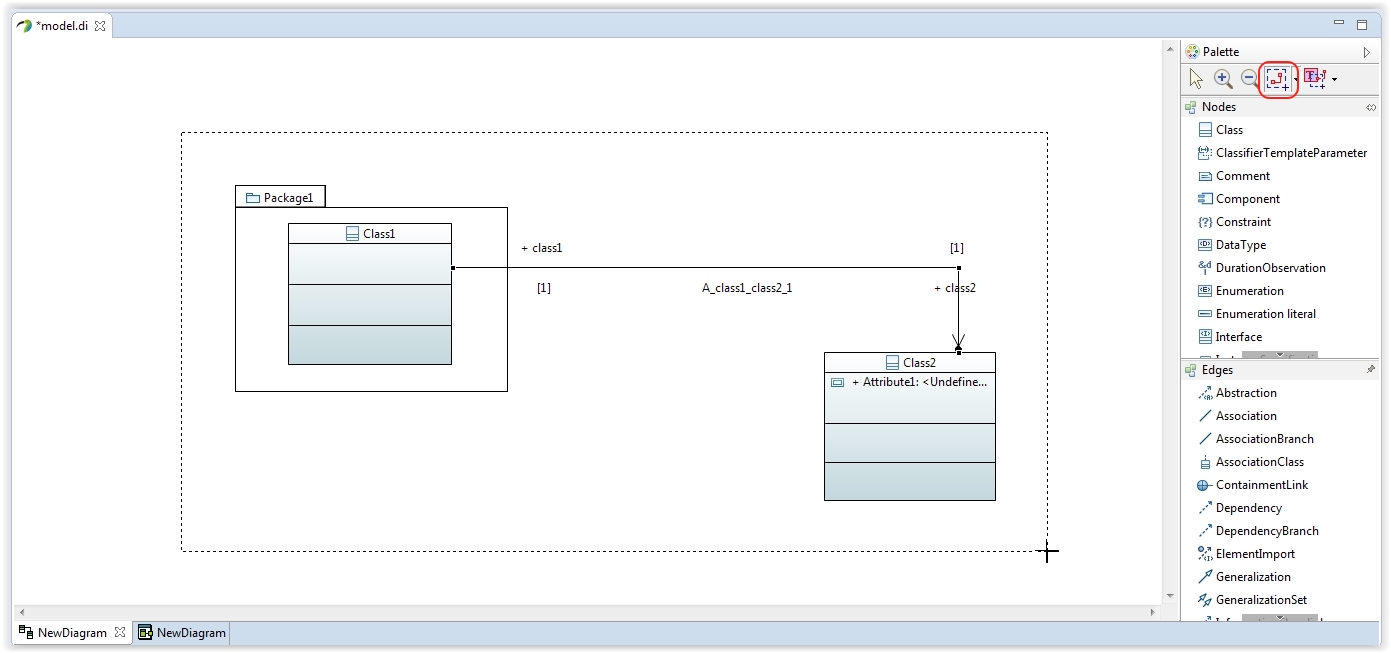 *model.di
Palette
Nodes
Class
ClassifierTemplateParameter
Comment
Component
{?} Constraint
DataType
DurationObservation
Enumeration
Enumeration literal
Interface
Edges
Abstraction
Association
AssociationBranch
AssociationClass
ContainmentLink
Dependency
DependencyBranch
ElementImport
Generalization
GeneralizationSet
Package1
Class1
+ class1
[1]
[1]
A_class1_class2_1
+ class2
Class2
+ Attribute1: <Undefine...
NewDiagram
NewDiagram